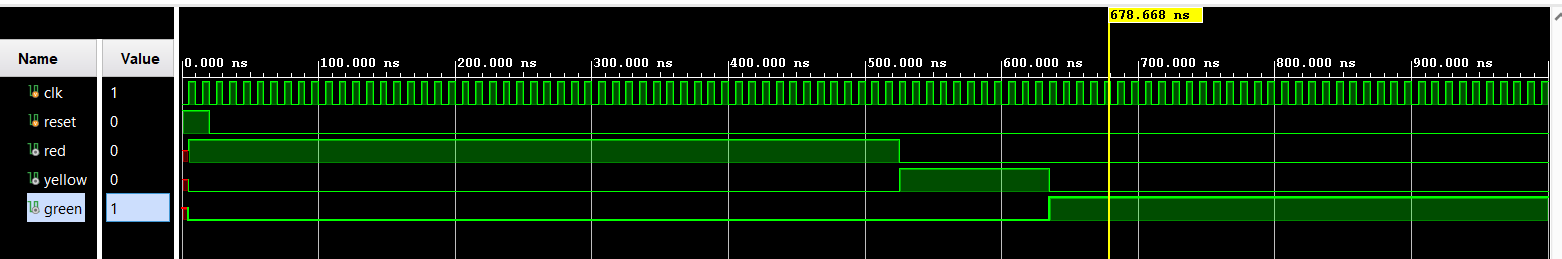 678.668 ns
Name Value
0.000 ns 100.000 ns 200.000 ns 300.000 ns 400.000 ns 500.000 ns 600.000 ns 700.000 ns 800.000 ns 900.000 ns
clk 1
reset 0
red 0
yellow 0
green 1